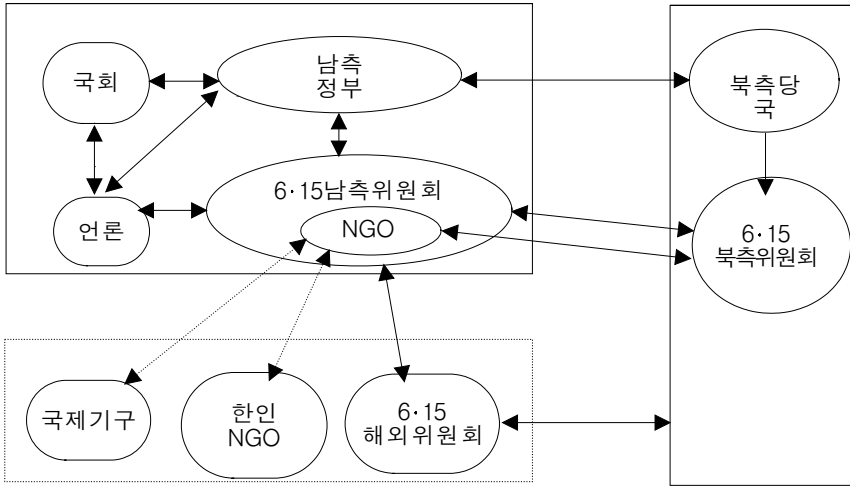 국회
남측
정부
북측당
국
6·15남측위원회
NGO
언론
6·15
북측위원회
국제기구
한인
NGO
6·15
해외위원회